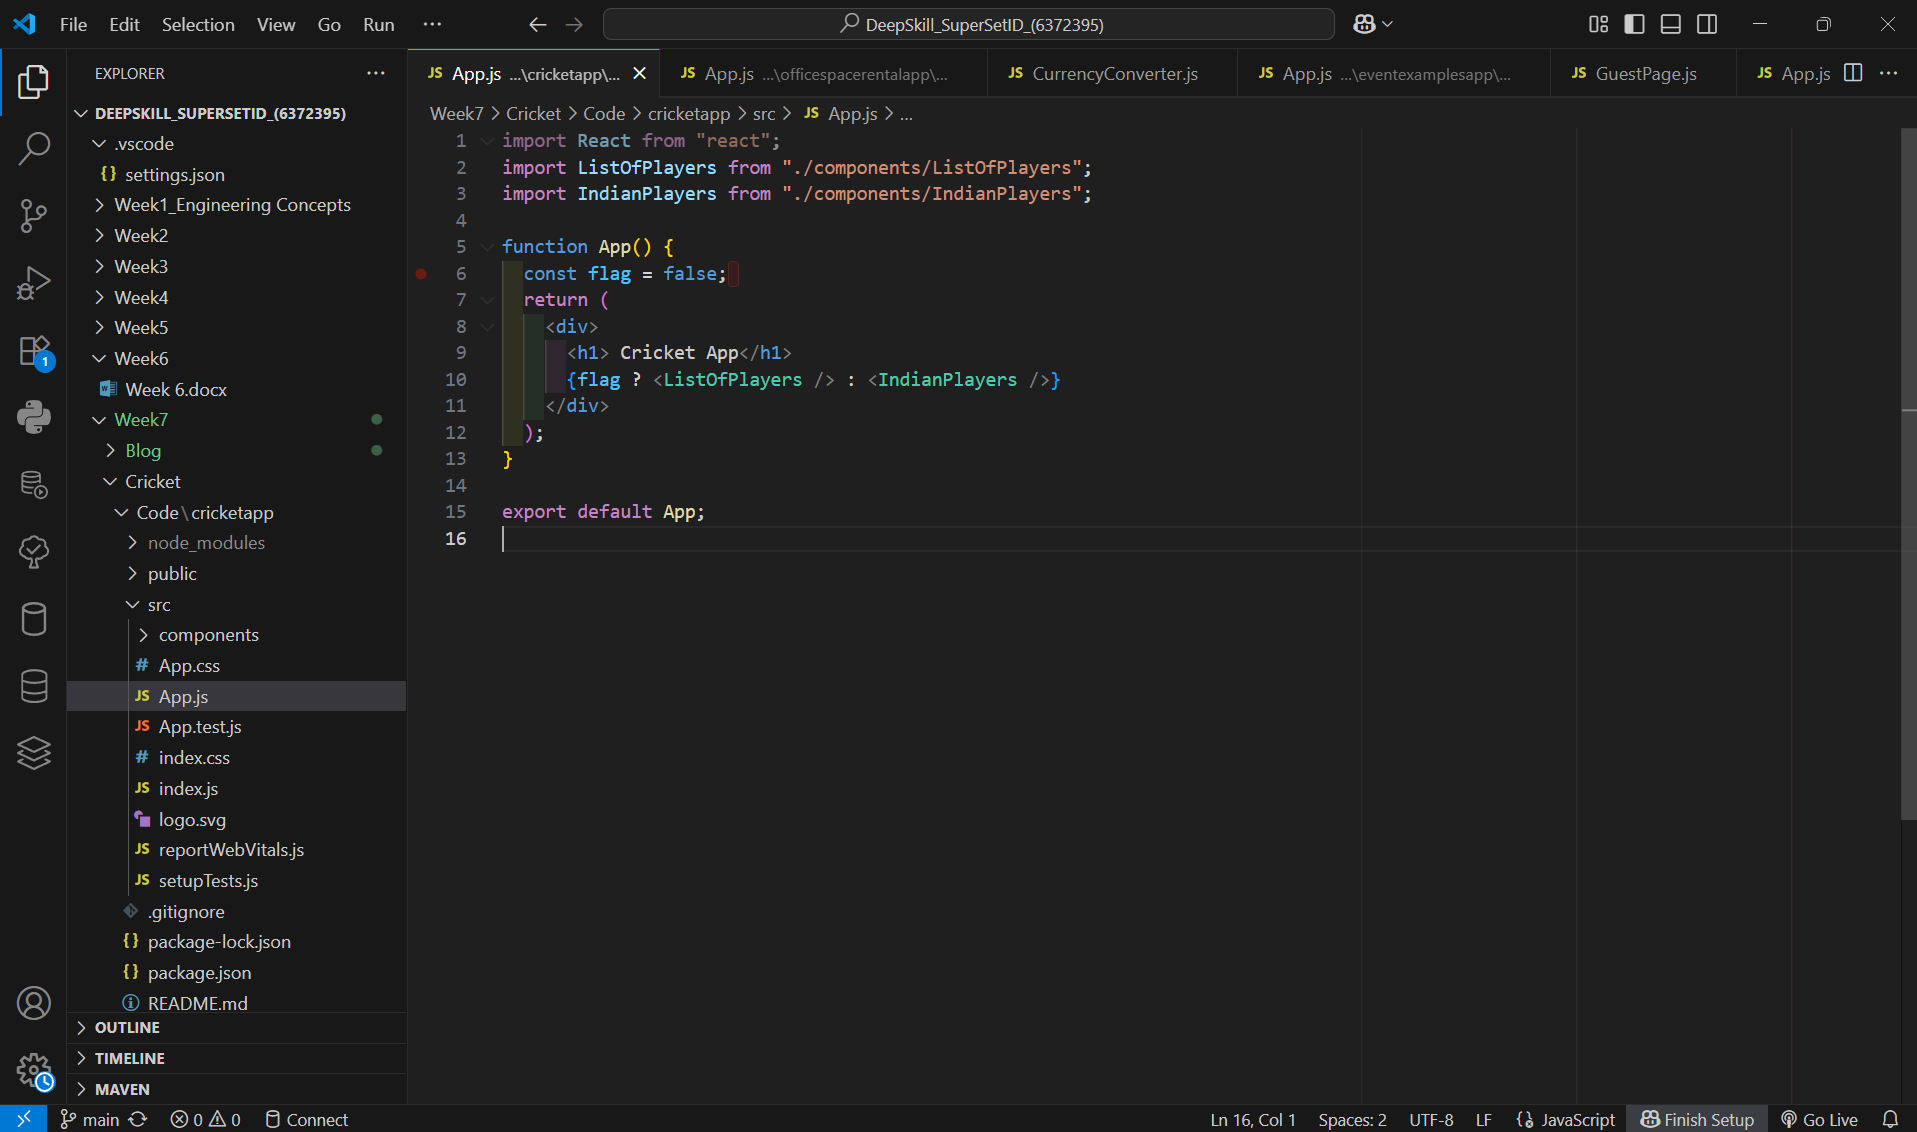 File Edit Selection View Go Run ... DeepSkill_SuperSetID_(6372395)
EXPLORER ...
JS App.js ...\cricketapp\... JS App.js ...\officespacerentalapp\... JS CurrencyConverter.js JS App.js ...\eventexamplesapp\... JS GuestPage.js JS App.js ...
Week7 > Cricket > Code > cricketapp > src > JS App.js > ...
DEEPSKILL_SUPERSETID_(6372395)
.vscode
{} settings.json
Week1_Engineering Concepts
Week2
Week3
Week4
Week5
Week6
Week 6.docx
Week7
Blog
Cricket
Code\cricketapp
node_modules
public
src
components
# App.css
JS App.js
JS App.test.js
# index.css
JS index.js
logo.svg
JS reportWebVitals.js
JS setupTests.js
.gitignore
{} package-lock.json
{} package.json
README.md
OUTLINE
TIMELINE
MAVEN
1
1 import React from "react";
2 import ListOfPlayers from "./components/ListOfPlayers";
3 import IndianPlayers from "./components/IndianPlayers";
4
5 function App() {
6 const flag = false;
7 return (
8 <div>
9 <h1> Cricket App</h1>
10 {flag ? <ListOfPlayers /> : <IndianPlayers />}
11 </div>
12 );
13 }
14
15 export default App;
16
main 0 0 Connect Ln 16, Col 1 Spaces: 2 UTF-8 LF {} JavaScript Finish Setup Go Live